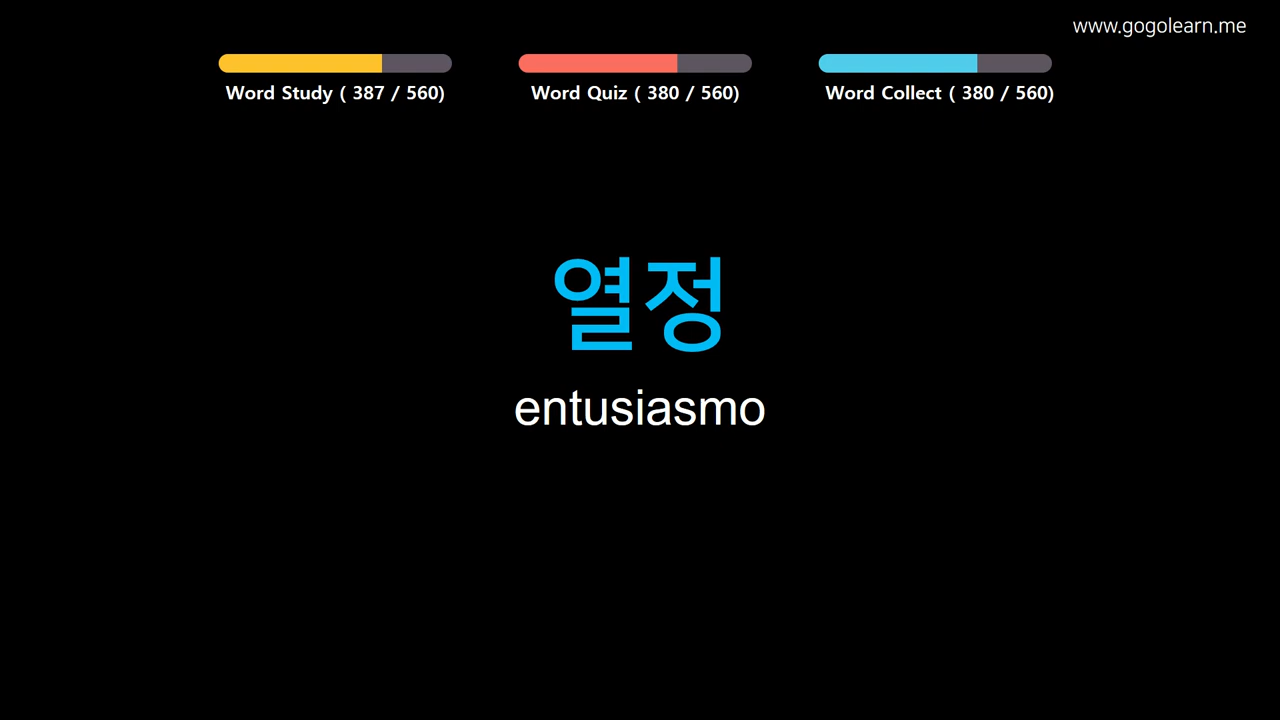 www.gogolearn.me
Word Study ( 387 / 560)
Word Quiz ( 380 / 560)
Word Collect ( 380 / 560)
열정
entusiasmo